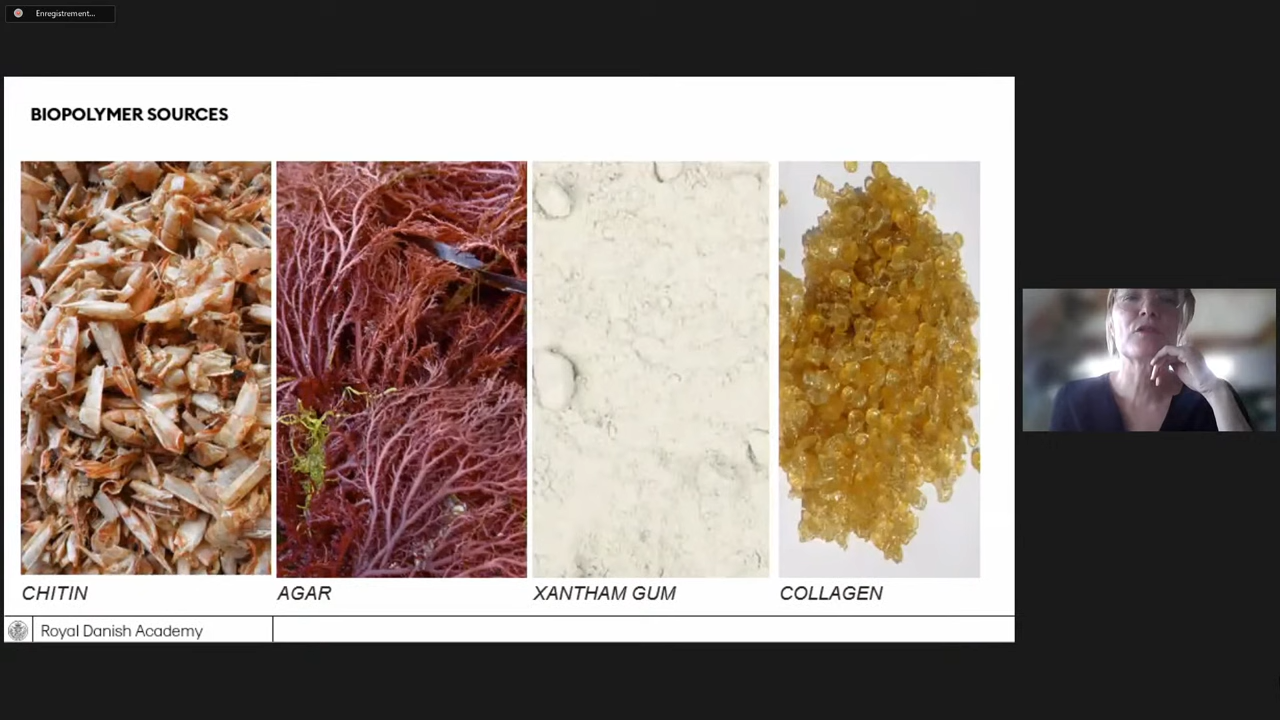 Enregistrement...
BIOPOLYMER SOURCES
CHITIN
AGAR
XANTHAM GUM
COLLAGEN
Royal Danish Academy